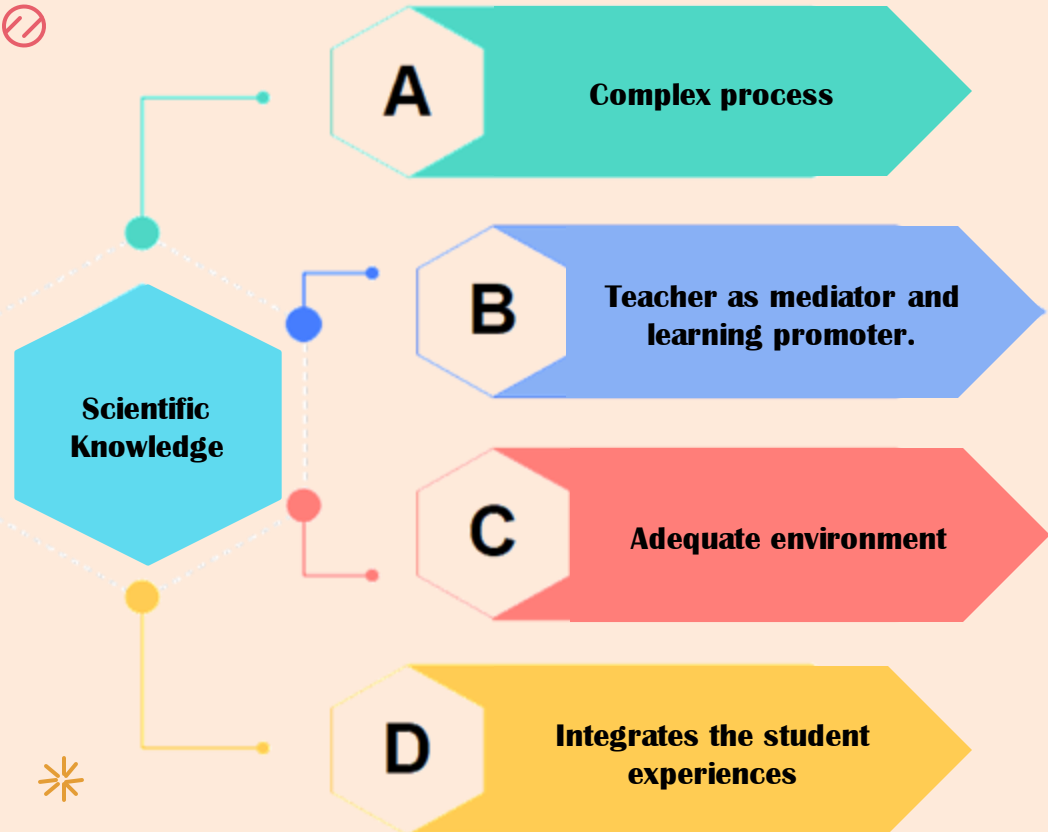 A
Complex process
B
Teacher as mediator and
learning promoter.
Scientific
Knowledge
C
Adequate environment
D
Integrates the student
experiences